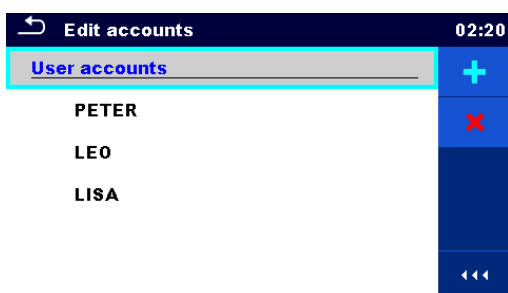 Edit accounts 02:20
User accounts
PETER
LEO
LISA